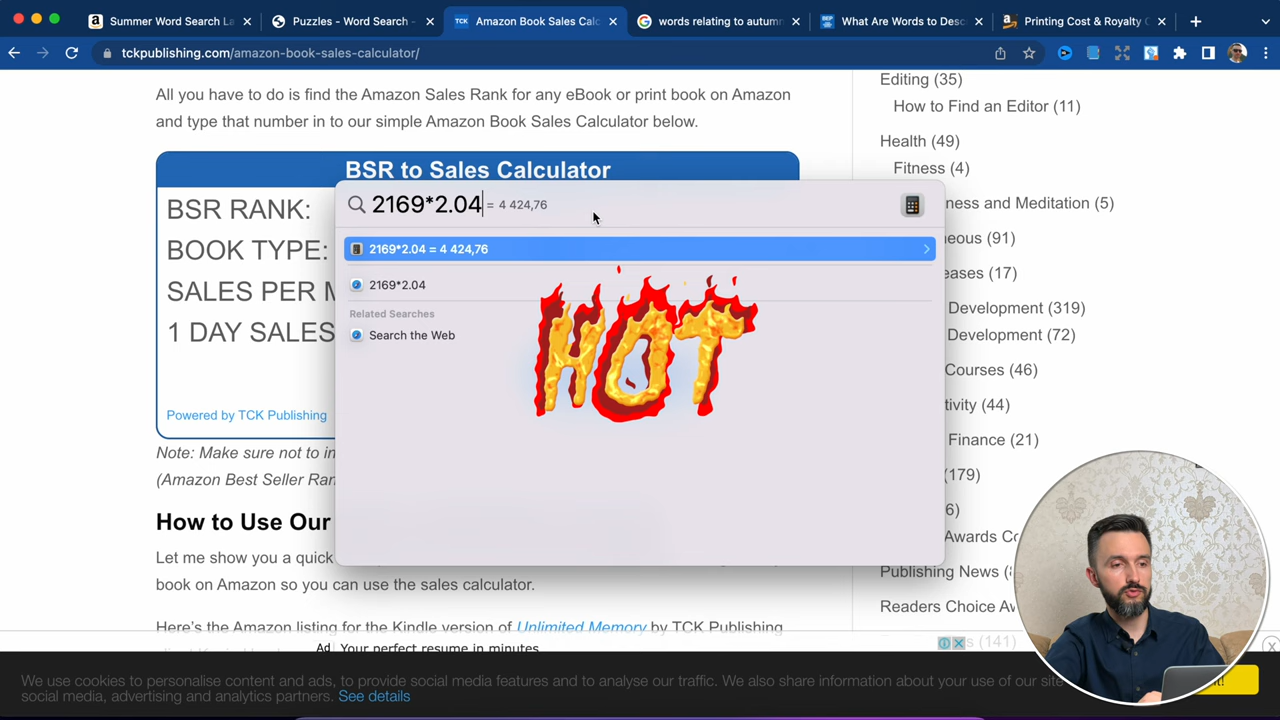 Summer Word Search La
Puzzles - Word Search -
TCK Amazon Book Sales Calc
words relating to autumn
BEP What Are Words to Desc
Printing Cost & Royalty C
tckpublishing.com/amazon-book-sales-calculator/
All you have to do is find the Amazon Sales Rank for any eBook or print book on Amazon
and type that number in to our simple Amazon Book Sales Calculator below.
BSR to Sales Calculator
BSR RANK:
BOOK TYPE:
SALES PER M
1 DAY SALES
Powered by TCK Publishing
2169*2.04 = 4 424,76
2169*2.04 = 4 424,76
2169*2.04
Related Searches
Search the Web
HOT
Note: Make sure not to in
(Amazon Best Seller Ran
How to Use Our
Let me show you a quick
book on Amazon so you can use the sales calculator.
Here's the Amazon listing for the Kindle version of Unlimited Memory by TCK Publishing
Ad Your perfect resume in minutes
Editing (35)
How to Find an Editor (11)
Health (49)
Fitness (4)
ness and Meditation (5)
neous (91)
eases (17)
Development (319)
Development (72)
Courses (46)
tivity (44)
Finance (21)
(179)
6)
Awards Co
Publishing News (8
Readers Choice Aw
s (141)
We use cookies to personalise content and ads, to provide social media features and to analyse our traffic. We also share information about your use of our site
social media, advertising and analytics partners. See details